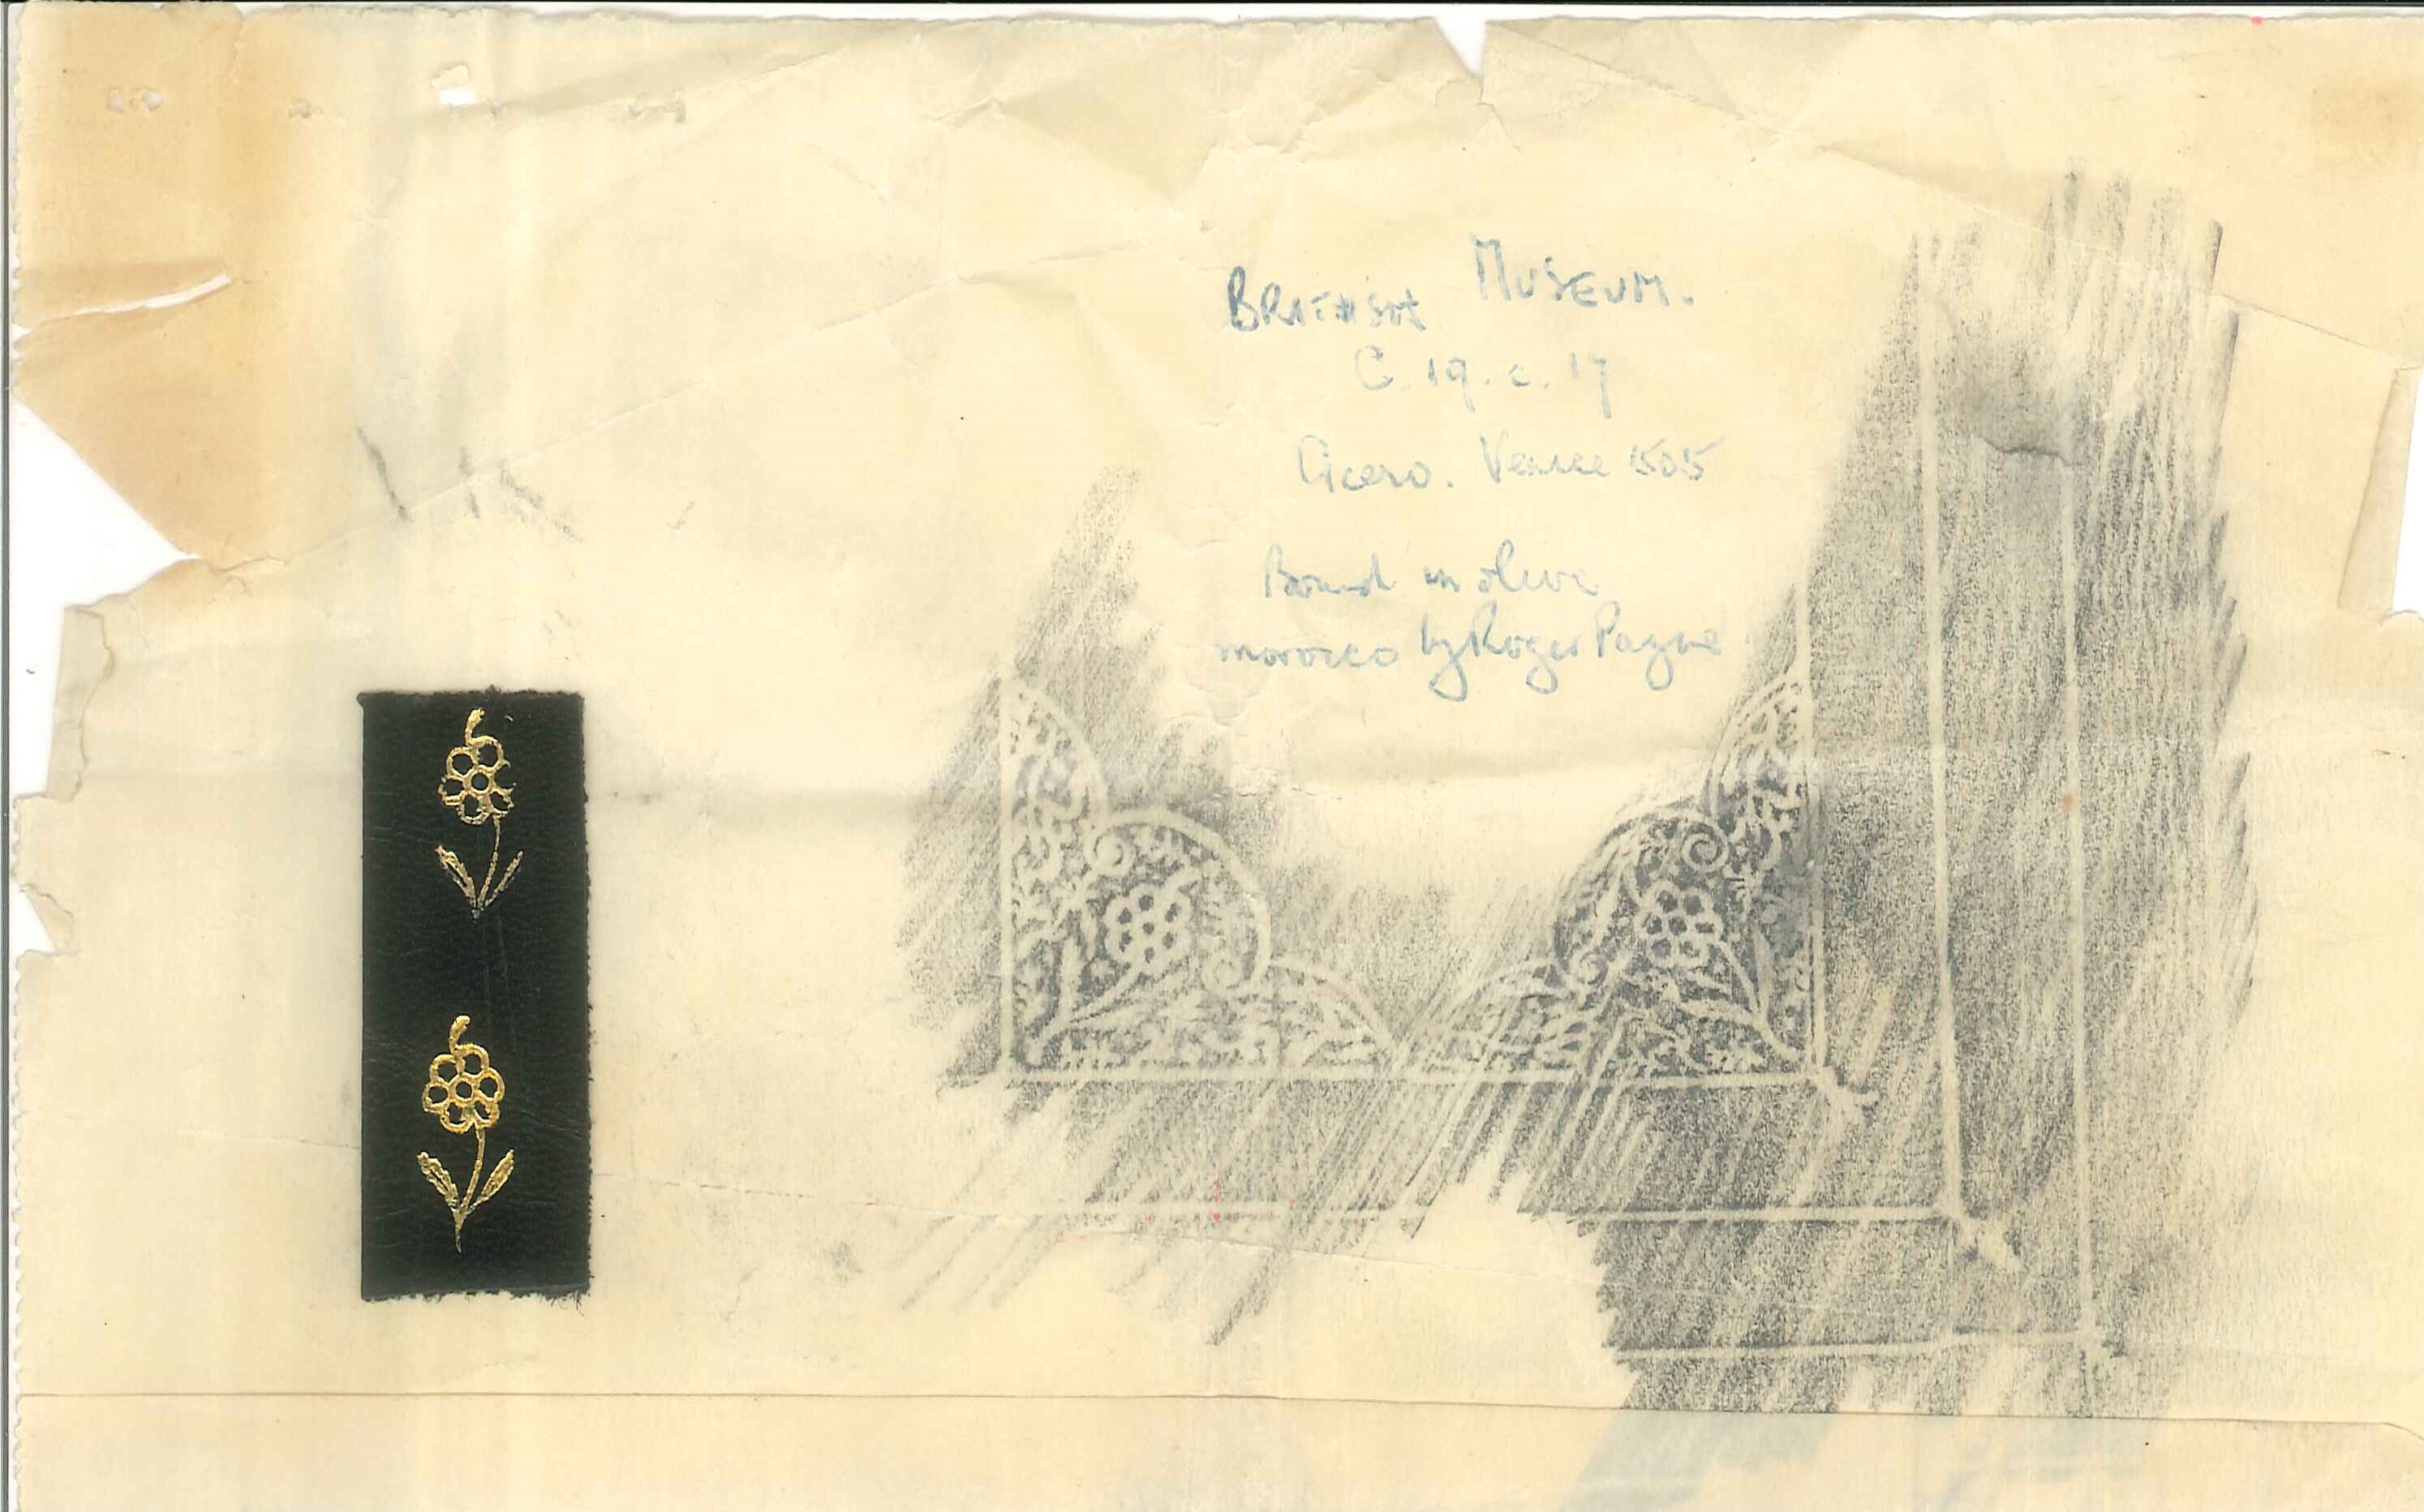 BRITISH MUSEUM.
C.19.c.17
Cicero. Venice 1505
Bound in olive
morocco by Roger Payne